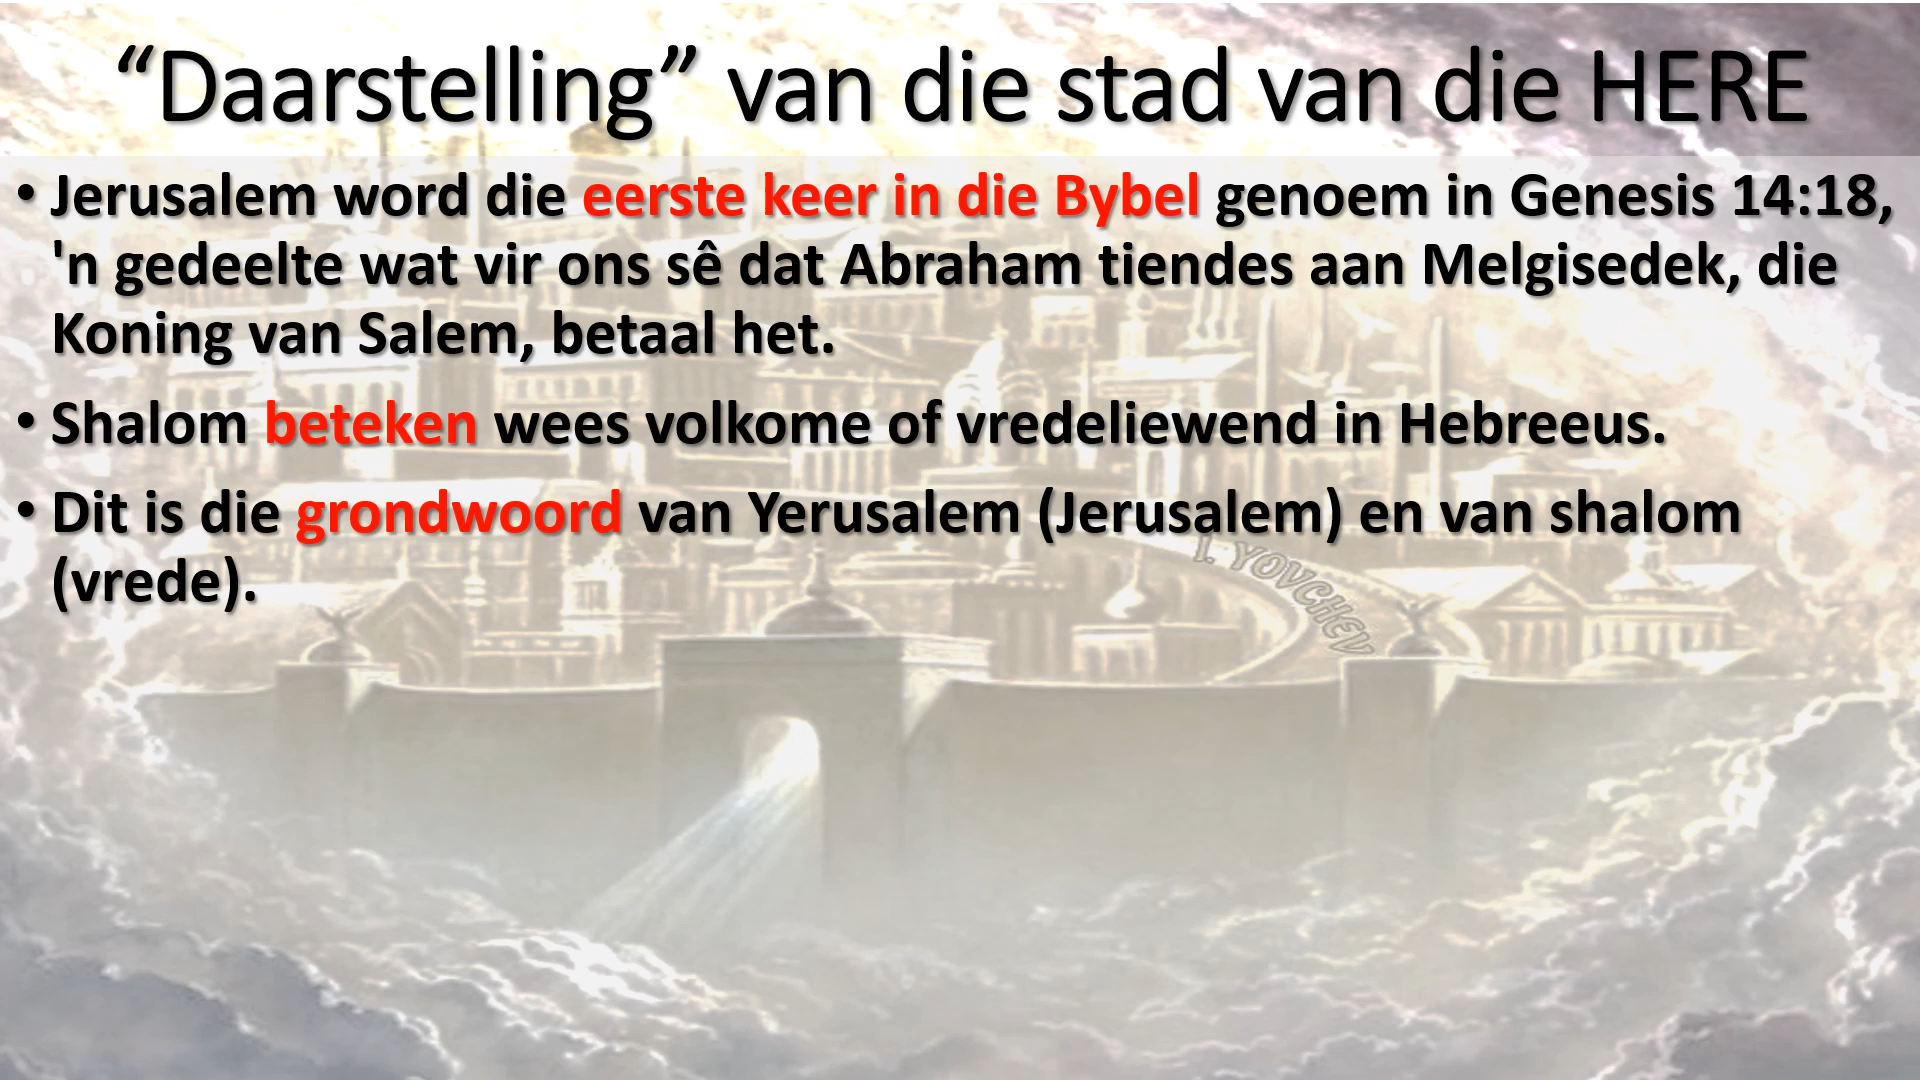 “Daarstelling” van die stad van die HERE
• Jerusalem word die eerste keer in die Bybel genoem in Genesis 14:18,
'n gedeelte wat vir ons sê dat Abraham tiendes aan Melgisedek, die
Koning van Salem, betaal het.
• Shalom beteken wees volkome of vredeliewend in Hebreeus.
• Dit is die grondwoord van Yerusalem (Jerusalem) en van shalom
(vrede).
I. YOVCHEV